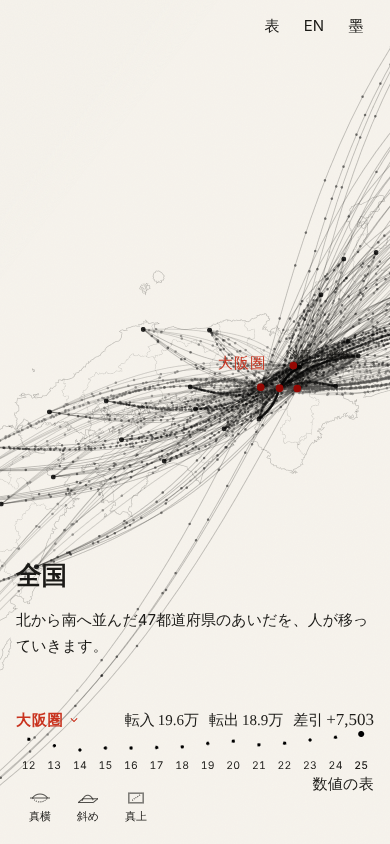 表 EN 墨
大阪圏
全国
北から南へ並んだ47都道府県のあいだを、人が移っ
ていきます。
大阪圏 転入 19.6万 転出 18.9万 差引 +7,503
12 13 14 15 16 17 18 19 20 21 22 23 24 25
数値の表
真横 斜め 真上